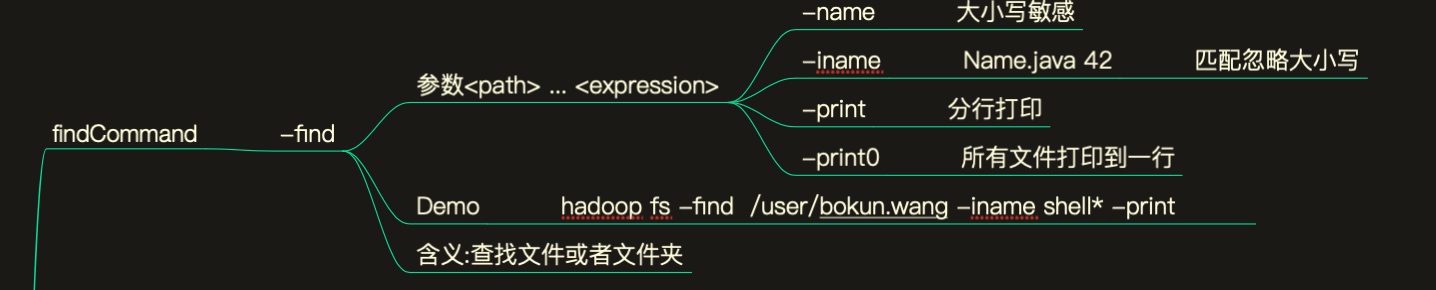 -name 大小写敏感
-iname Name.java 42 匹配忽略大小写
参数<path> ... <expression>
-print 分行打印
findCommand -find
-print0 所有文件打印到一行
Demo hadoop fs -find /user/bokun.wang -iname shell* -print
含义:查找文件或者文件夹